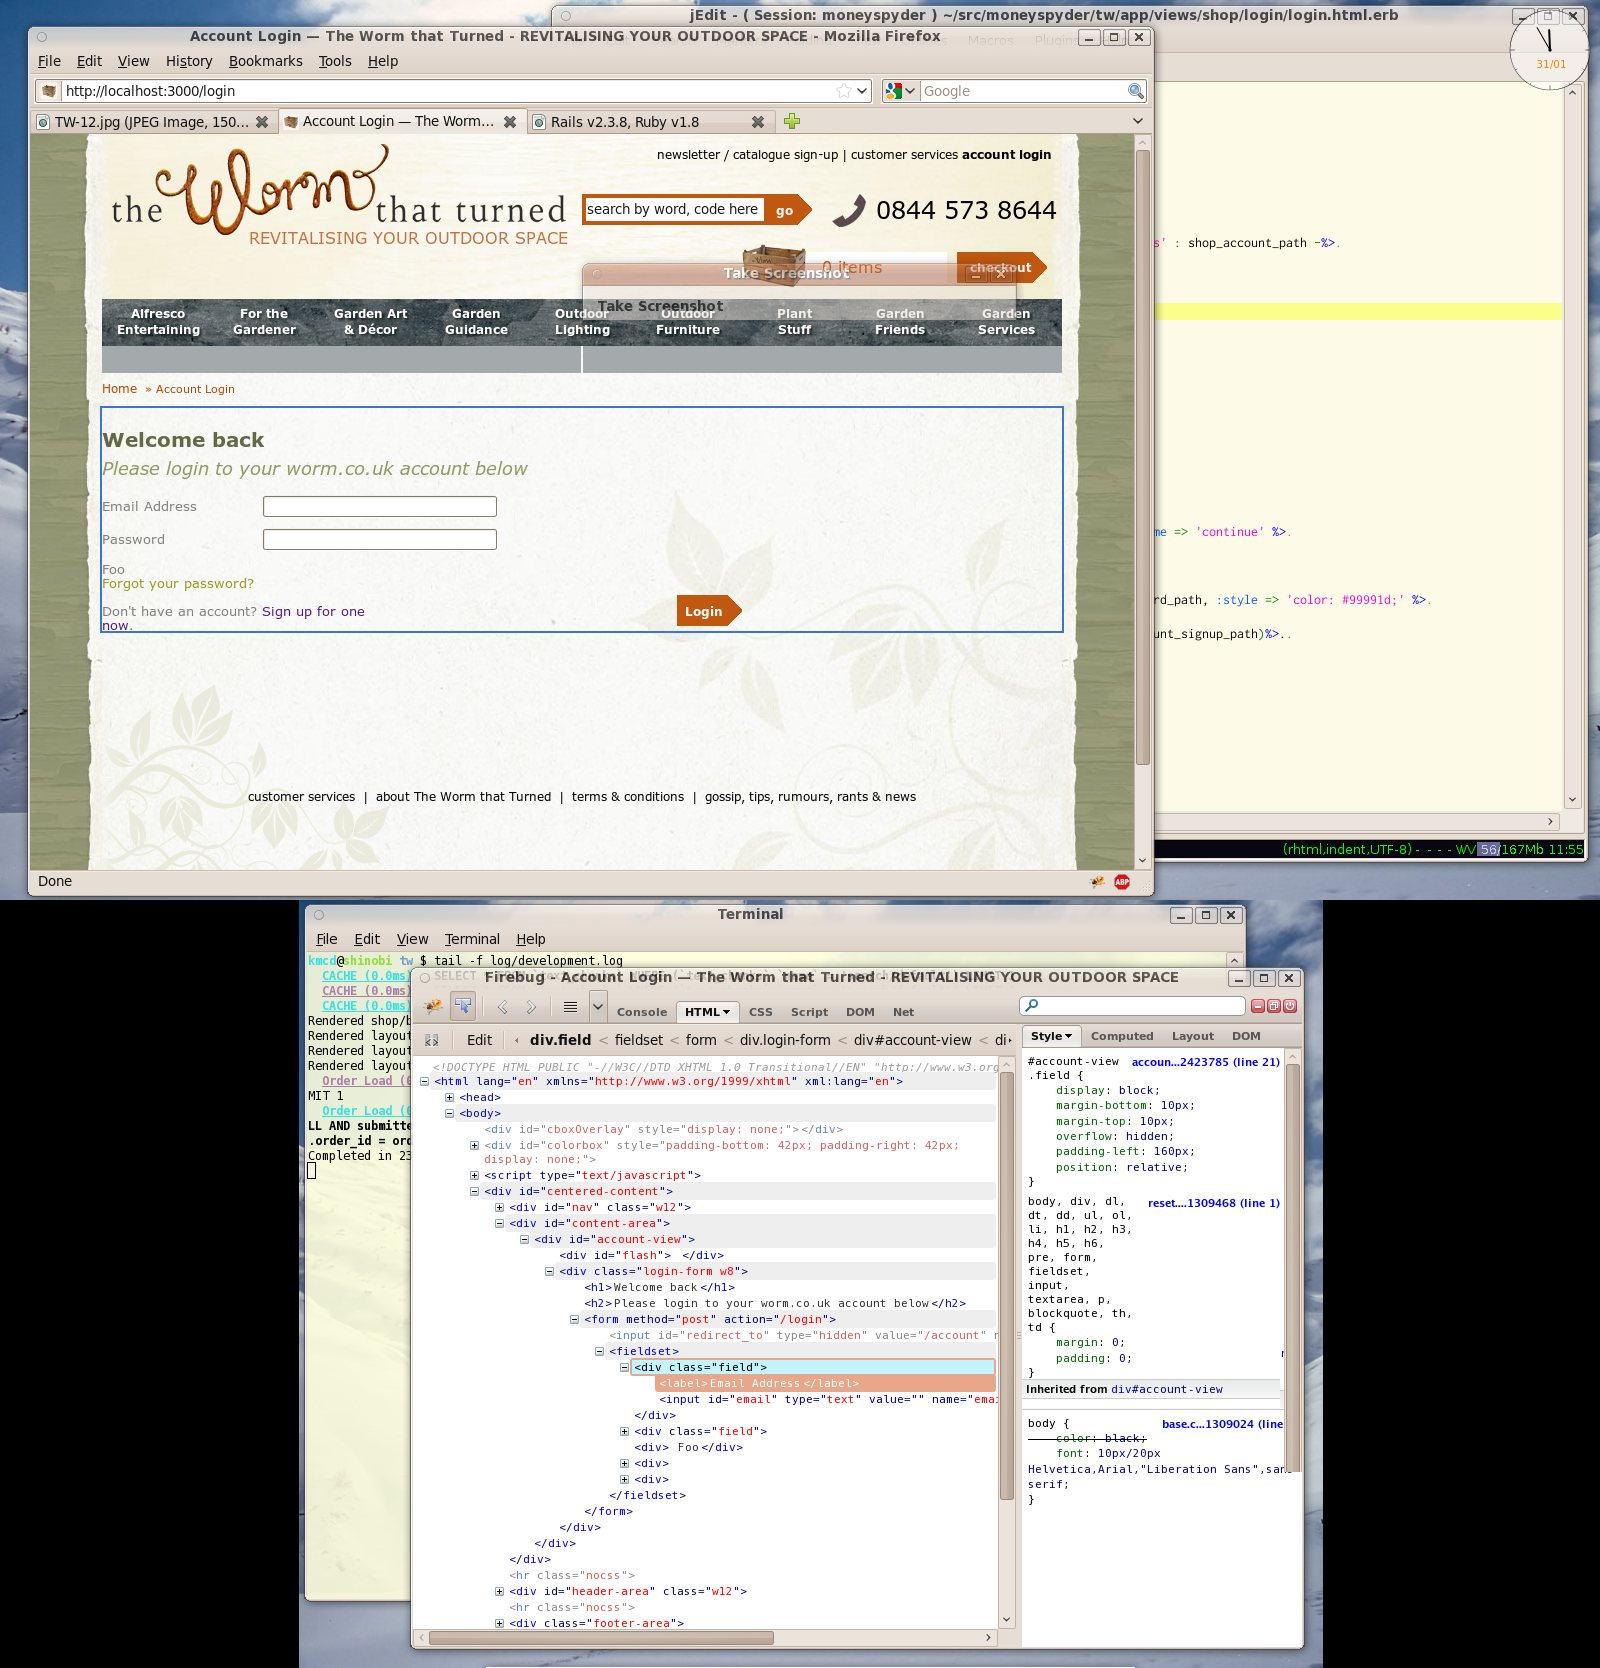 jEdit - ( Session: moneyspyder ) ~/src/moneyspyder/tw/app/views/shop/login/login.html.erb
Account Login — The Worm that Turned - REVITALISING YOUR OUTDOOR SPACE - Mozilla Firefox
File Edit View History Bookmarks Tools Help
Macros Plugins
31/01
http://localhost:3000/login
Google
TW-12.jpg (JPEG Image, 150...
Account Login — The Worm...
Rails v2.3.8, Ruby v1.8
newsletter / catalogue sign-up | customer services account login
the Worm that turned
REVITALISING YOUR OUTDOOR SPACE
search by word, code here
go
0844 573 8644
0 items
checkout
Take Screenshot
Take Screenshot
Alfresco Entertaining
For the Gardener
Garden Art & Décor
Garden Guidance
Outdoor Lighting
Outdoor Furniture
Plant Stuff
Garden Friends
Garden Services
Home » Account Login
Welcome back
Please login to your worm.co.uk account below
Email Address
Password
Foo
Forgot your password?
Don't have an account? Sign up for one
now.
Login
customer services | about The Worm that Turned | terms & conditions | gossip, tips, rumours, rants & news
Done
ABP
s' : shop_account_path -%>.
me => 'continue' %>.
rd_path, :style => 'color: #99991d;' %>.
unt_signup_path)%>..
(rhtml,indent,UTF-8) - - - - WV 56/167Mb 11:55
Terminal
File Edit View Terminal Help
kmcd@shinobi tw $ tail -f log/development.log
CACHE (0.0ms)
CACHE (0.0ms)
CACHE (0.0ms)
Rendered shop/b
Rendered layout
Rendered layout
Rendered layout
Order Load (0
MIT 1
Order Load (0
LL AND submitte
.order_id = ord
Completed in 23
Firebug - Account Login — The Worm that Turned - REVITALISING YOUR OUTDOOR SPACE
Console HTML CSS Script DOM Net
Edit div.field < fieldset < form < div.login-form < div#account-view < di
<!DOCTYPE HTML PUBLIC "-//W3C//DTD XHTML 1.0 Transitional//EN" "http://www.w3.org
<html lang="en" xmlns="http://www.w3.org/1999/xhtml" xml:lang="en">
<head>
<body>
<div id="cboxOverlay" style="display: none;"></div>
<div id="colorbox" style="padding-bottom: 42px; padding-right: 42px;
display: none;">
<script type="text/javascript">
<div id="centered-content">
<div id="nav" class="w12">
<div id="content-area">
<div id="account-view">
<div id="flash"> </div>
<div class="login-form w8">
<h1>Welcome back</h1>
<h2>Please login to your worm.co.uk account below</h2>
<form method="post" action="/login">
<input id="redirect_to" type="hidden" value="/account" n
<fieldset>
<div class="field">
<label>Email Address</label>
<input id="email" type="text" value="" name="emai
</div>
<div class="field">
<div> Foo</div>
<div>
<div>
</fieldset>
</form>
</div>
</div>
</div>
<hr class="nocss">
<div id="header-area" class="w12">
<hr class="nocss">
<div class="footer-area">
Style Computed Layout DOM
#account-view accoun...2423785 (line 21)
.field {
display: block;
margin-bottom: 10px;
margin-top: 10px;
overflow: hidden;
padding-left: 160px;
position: relative;
}
body, div, dl, reset....1309468 (line 1)
dt, dd, ul, ol,
li, h1, h2, h3,
h4, h5, h6,
pre, form,
fieldset,
input,
textarea, p,
blockquote, th,
td {
margin: 0;
padding: 0;
}
Inherited from div#account-view
body { base.c...1309024 (line
color: black;
font: 10px/20px
Helvetica,Arial,"Liberation Sans",sans
serif;
}